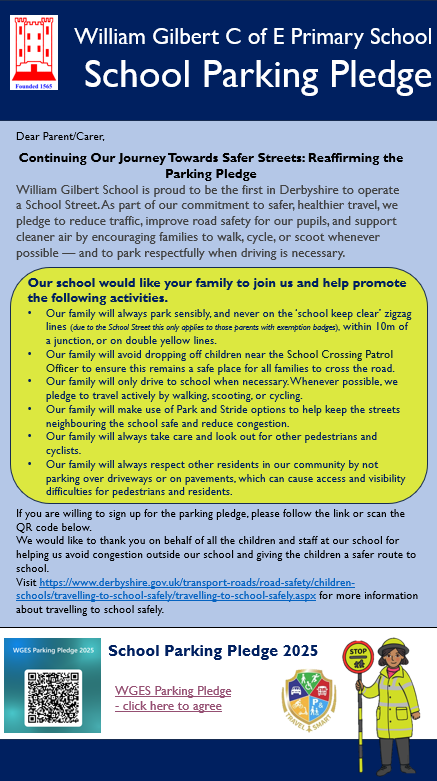 William Gilbert C of E Primary School
School Parking Pledge
Founded 1565
Dear Parent/Carer,
Continuing Our Journey Towards Safer Streets: Reaffirming the
Parking Pledge
William Gilbert School is proud to be the first in Derbyshire to operate
a School Street. As part of our commitment to safer, healthier travel, we
pledge to reduce traffic, improve road safety for our pupils, and support
cleaner air by encouraging families to walk, cycle, or scoot whenever
possible — and to park respectfully when driving is necessary.
Our school would like your family to join us and help promote
the following activities.
• Our family will always park sensibly, and never on the 'school keep clear' zigzag
lines (due to the School Street this only applies to those parents with exemption badges), within 10m of
a junction, or on double yellow lines.
• Our family will avoid dropping off children near the School Crossing Patrol
Officer to ensure this remains a safe place for all families to cross the road.
• Our family will only drive to school when necessary. Whenever possible, we
pledge to travel actively by walking, scooting, or cycling.
• Our family will make use of Park and Stride options to help keep the streets
neighbouring the school safe and reduce congestion.
• Our family will always take care and look out for other pedestrians and
cyclists.
• Our family will always respect other residents in our community by not
parking over driveways or on pavements, which can cause access and visibility
difficulties for pedestrians and residents.
If you are willing to sign up for the parking pledge, please follow the link or scan the
QR code below.
We would like to thank you on behalf of all the children and staff at our school for
helping us avoid congestion outside our school and giving the children a safer route to
school.
Visit https://www.derbyshire.gov.uk/transport-roads/road-safety/children-
schools/travelling-to-school-safely/travelling-to-school-safely.aspx for more information
about travelling to school safely.
WGES Parking Pledge 2025
School Parking Pledge 2025
WGES Parking Pledge
- click here to agree
TRAVEL SMART
STOP